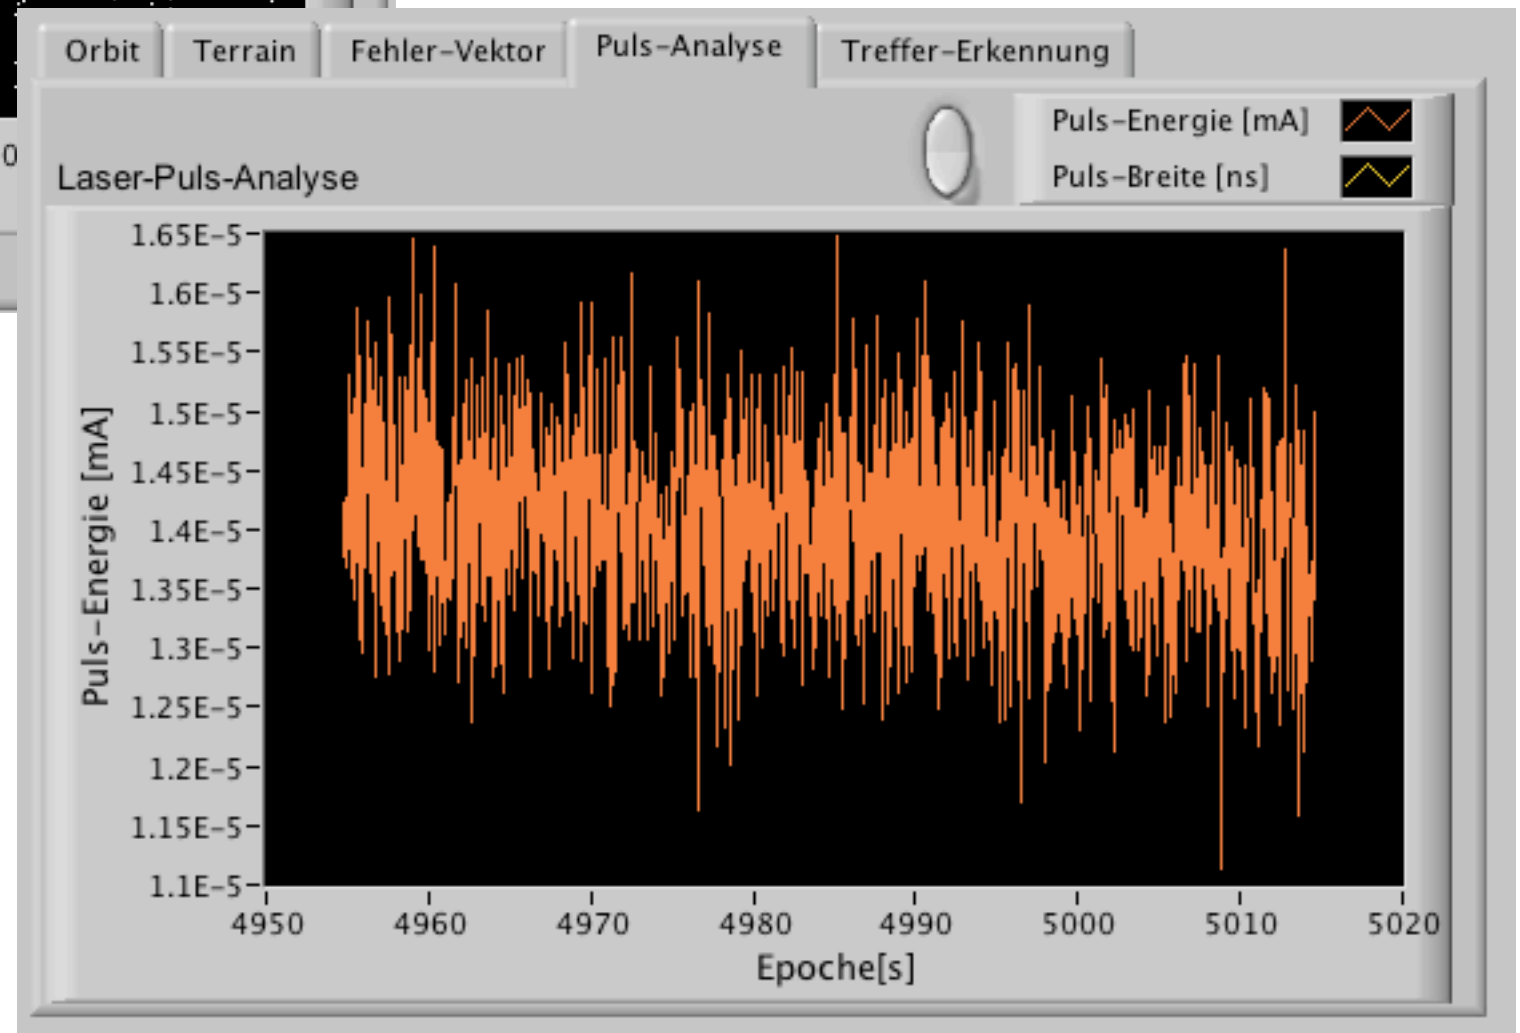 Orbit Terrain Fehler-Vektor Puls-Analyse Treffer-Erkennung
Puls-Energie [mA]
Puls-Breite [ns]
Laser-Puls-Analyse
0
1.65E-5
1.6E-5
1.55E-5
1.5E-5
1.45E-5
1.4E-5
1.35E-5
1.3E-5
1.25E-5
1.2E-5
1.15E-5
1.1E-5
Puls-Energie [mA]
4950 4960 4970 4980 4990 5000 5010 5020
Epoche[s]